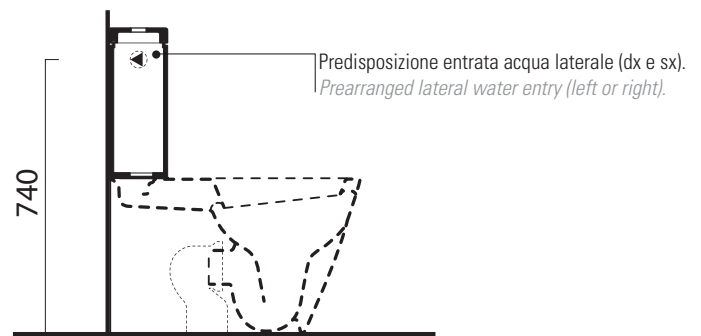 Predisposizione entrata acqua laterale (dx e sx).
Prearranged lateral water entry (left or right).
740